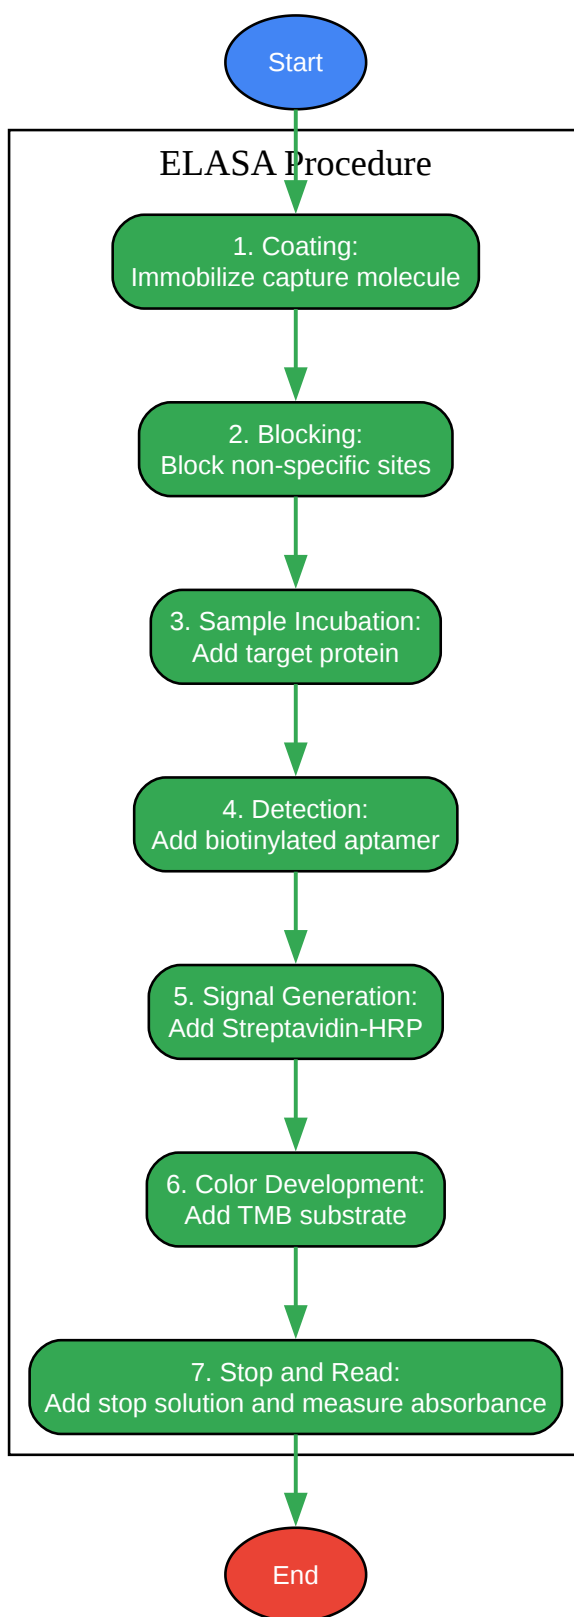 Start
ELASA Procedure
1. Coating:
Immobilize capture molecule
2. Blocking:
Block non-specific sites
3. Sample Incubation:
Add target protein
4. Detection:
Add biotinylated aptamer
5. Signal Generation:
Add Streptavidin-HRP
6. Color Development:
Add TMB substrate
7. Stop and Read:
Add stop solution and measure absorbance
End